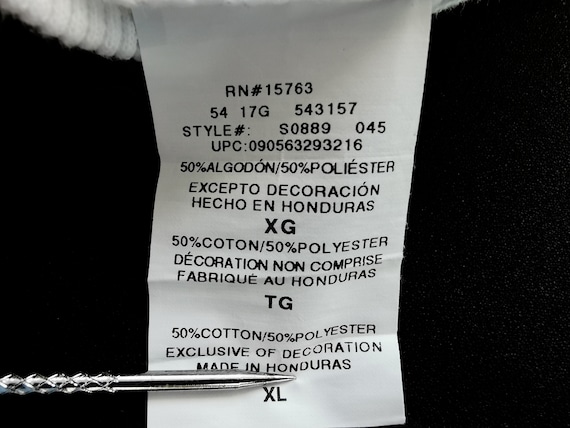 RN#15763
54 17G 543157
STYLE#: S0889 045
UPC:090563293216
50%ALGODÓN/50%POLIÉSTER
EXCEPTO DECORACIÓN
HECHO EN HONDURAS
XG
50%COTON/50%POLYESTER
DÉCORATION NON COMPRISE
FABRIQUÉ AU HONDURAS
TG
50%COTTON/50%POLYESTER
EXCLUSIVE OF DECORATION
MADE IN HONDURAS
XL